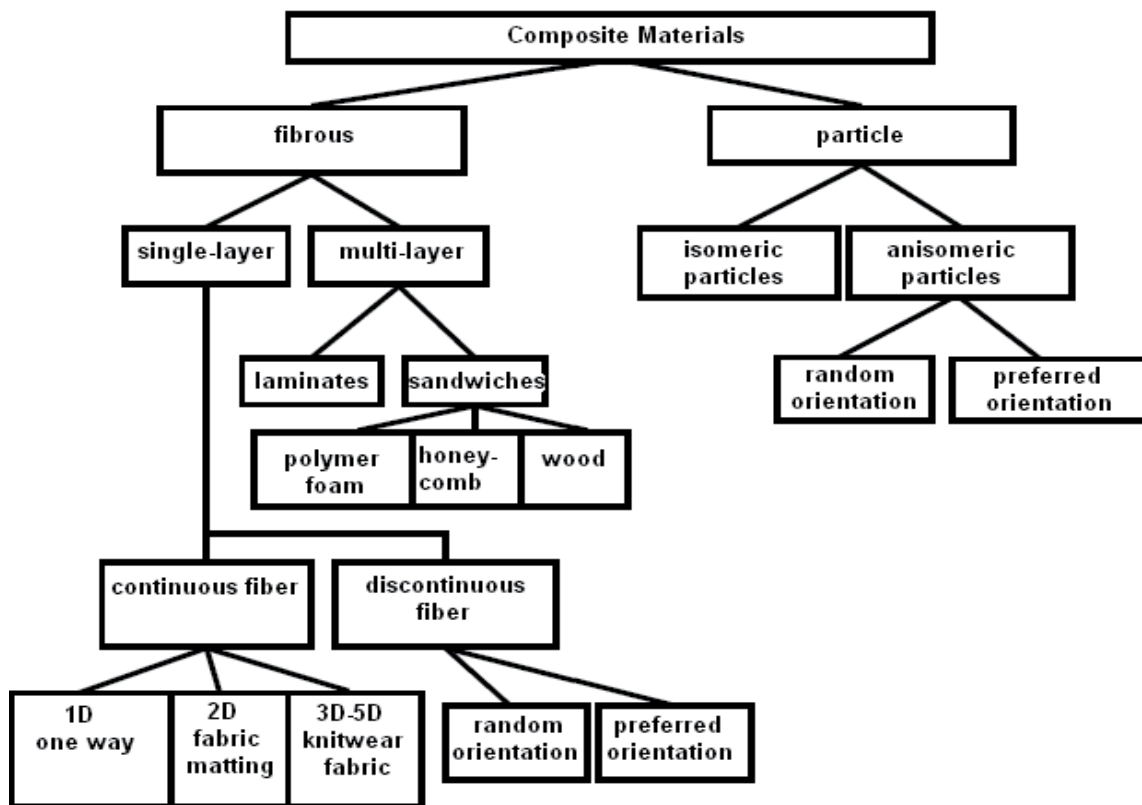 Composite Materials
fibrous
particle
single-layer
multi-layer
isomeric
particles
anisomeric
particles
laminates
sandwiches
random
orientation
preferred
orientation
polymer
foam
honey-
comb
wood
continuous fiber
discontinuous
fiber
1D
one way
2D
fabric
matting
3D-5D
knitwear
fabric
random
orientation
preferred
orientation